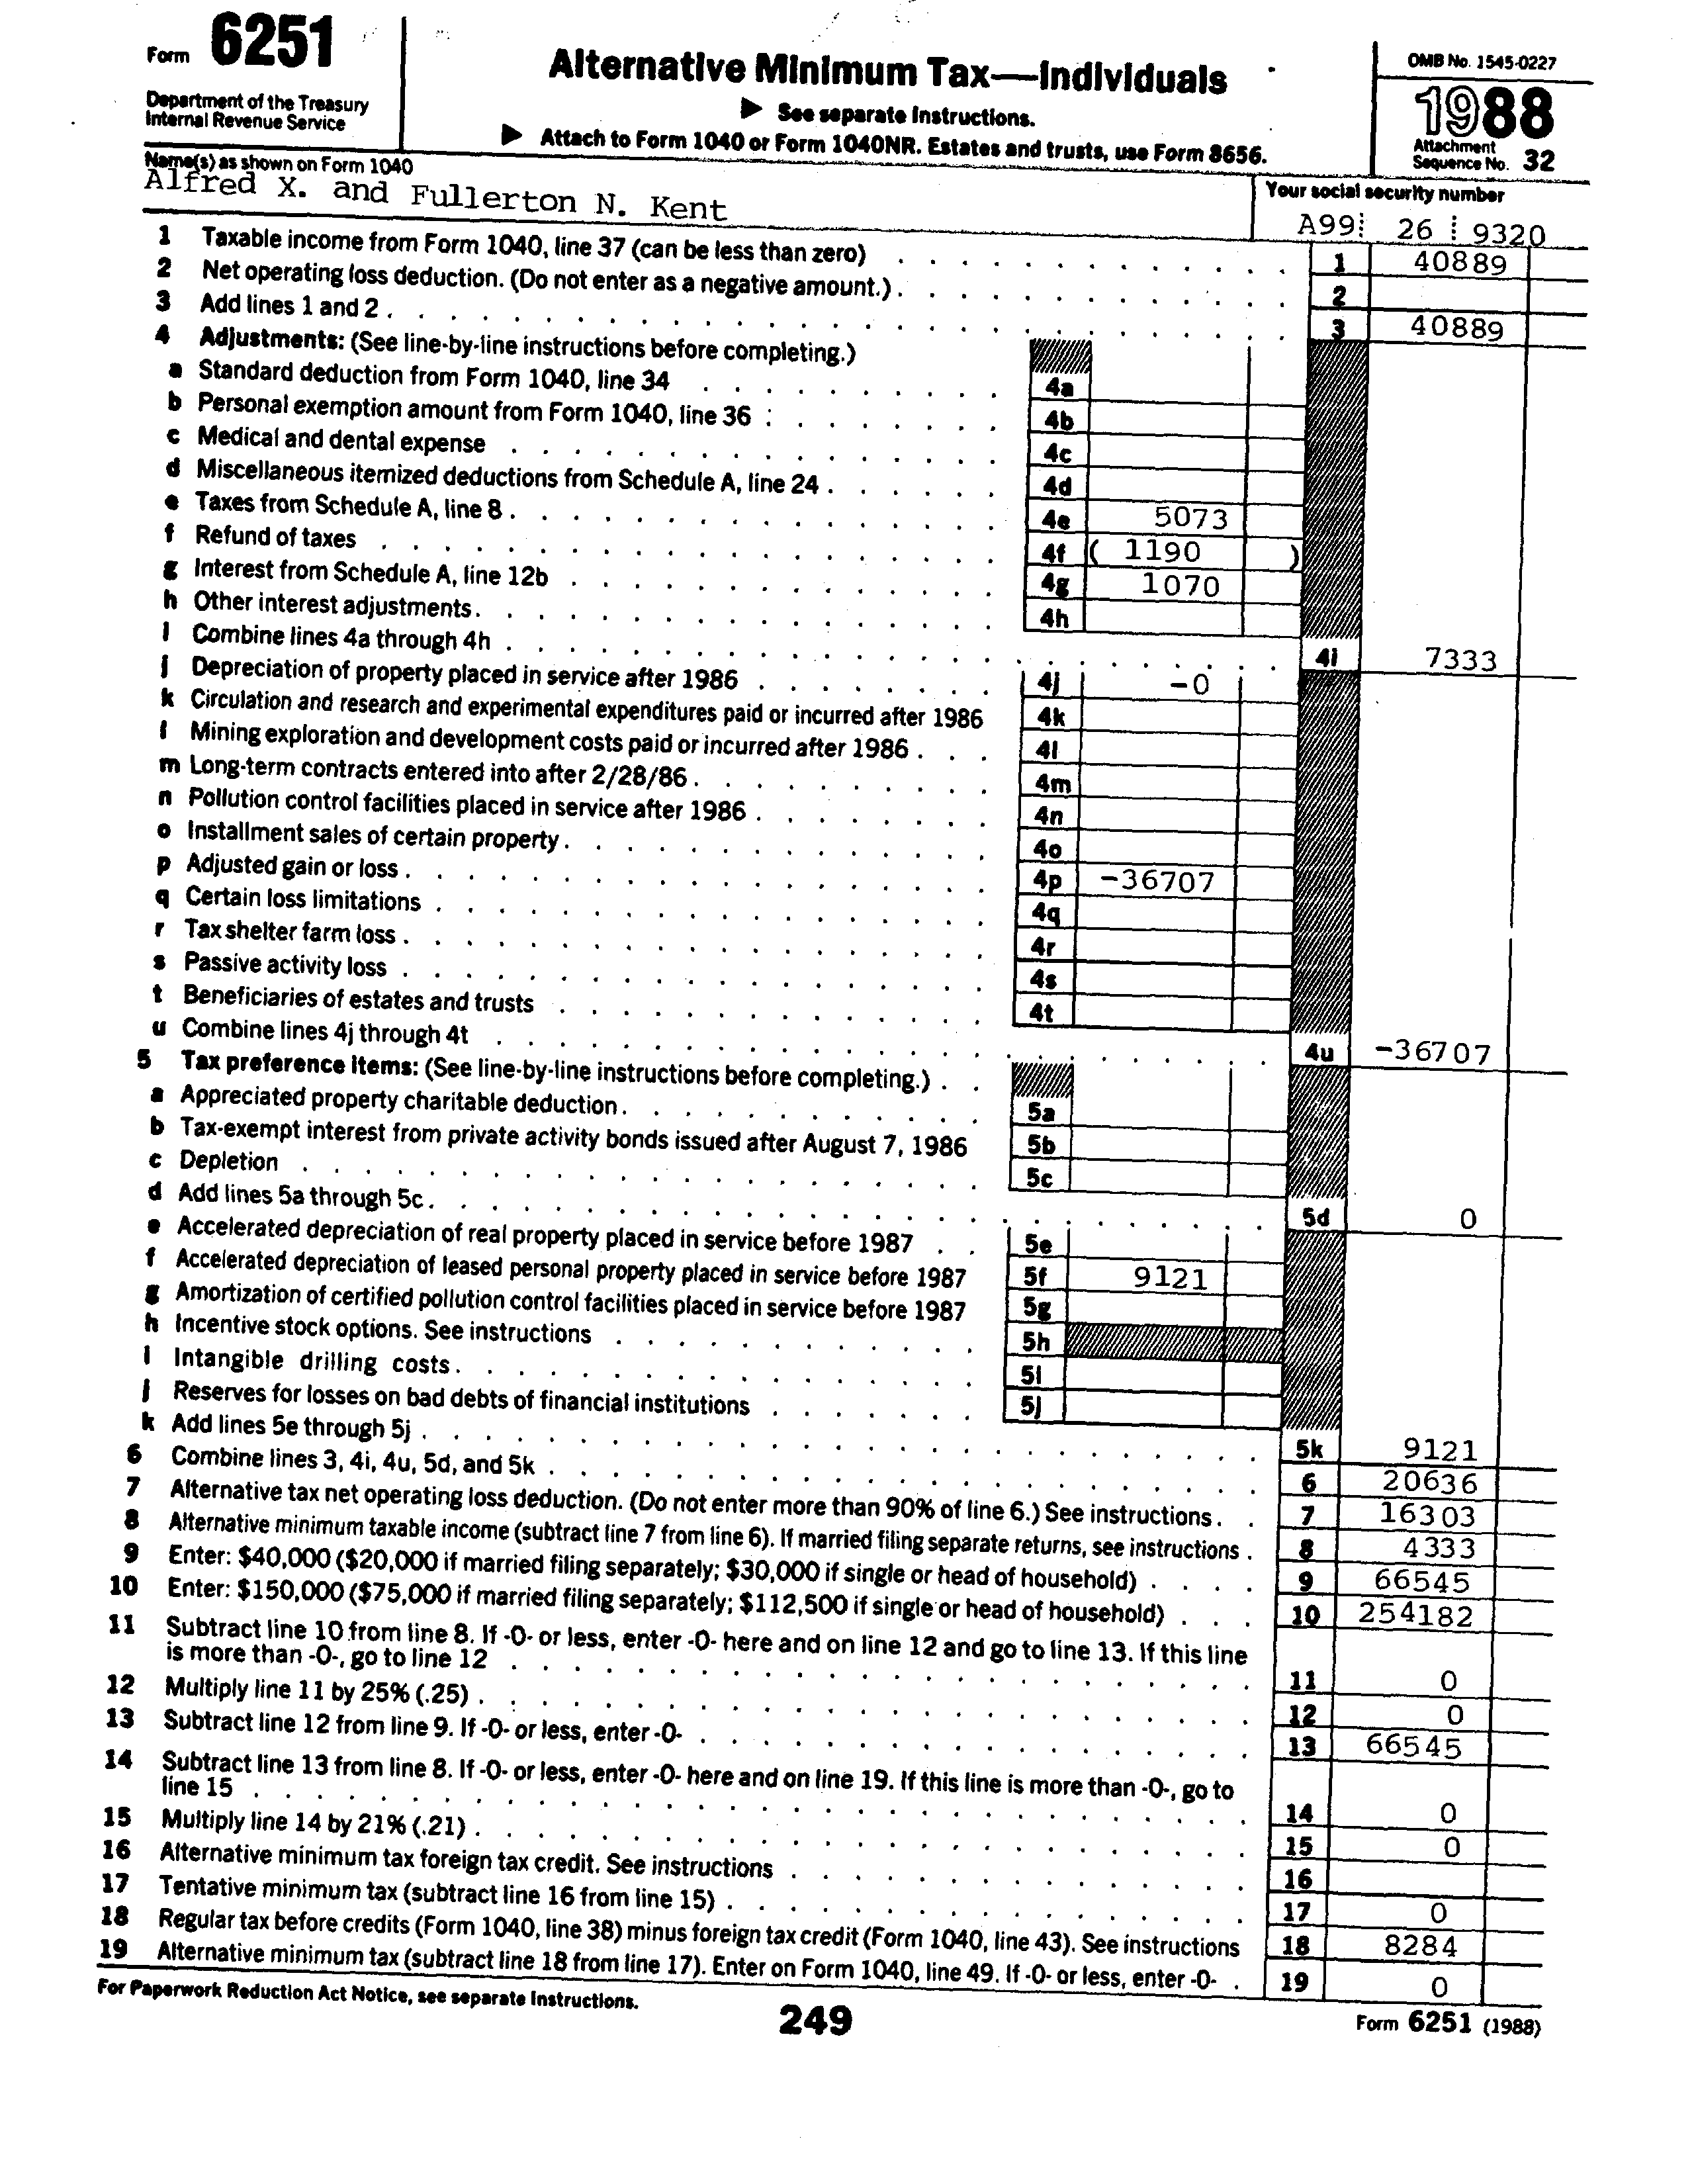 Form 6251
Department of the Treasury
Internal Revenue Service
Alternative Minimum Tax—Individuals
▶ See separate Instructions.
▶ Attach to Form 1040 or Form 1040NR. Estates and trusts, use Form 8656.
OMB No. 1545-0227
1988
Attachment
Sequence No. 32
Name(s) as shown on Form 1040
Alfred X. and Fullerton N. Kent
Your social security number
A99 26 9320
1 Taxable income from Form 1040, line 37 (can be less than zero) 1 40889
2 Net operating loss deduction. (Do not enter as a negative amount.) 2
3 Add lines 1 and 2 3 40889
4 Adjustments: (See line-by-line instructions before completing.)
a Standard deduction from Form 1040, line 34 4a
b Personal exemption amount from Form 1040, line 36 : 4b
c Medical and dental expense 4c
d Miscellaneous itemized deductions from Schedule A, line 24 4d
e Taxes from Schedule A, line 8 4e 5073
f Refund of taxes 4f ( 1190 )
g Interest from Schedule A, line 12b 4g 1070
h Other interest adjustments 4h
i Combine lines 4a through 4h 4i 7333
j Depreciation of property placed in service after 1986 4j -0
k Circulation and research and experimental expenditures paid or incurred after 1986 4k
l Mining exploration and development costs paid or incurred after 1986 4l
m Long-term contracts entered into after 2/28/86 4m
n Pollution control facilities placed in service after 1986 4n
o Installment sales of certain property 4o
p Adjusted gain or loss 4p -36707
q Certain loss limitations 4q
r Tax shelter farm loss 4r
s Passive activity loss 4s
t Beneficiaries of estates and trusts 4t
u Combine lines 4j through 4t 4u -36707
5 Tax preference items: (See line-by-line instructions before completing.)
a Appreciated property charitable deduction 5a
b Tax-exempt interest from private activity bonds issued after August 7, 1986 5b
c Depletion 5c
d Add lines 5a through 5c 5d 0
e Accelerated depreciation of real property placed in service before 1987 5e
f Accelerated depreciation of leased personal property placed in service before 1987 5f 9121
g Amortization of certified pollution control facilities placed in service before 1987 5g
h Incentive stock options. See instructions 5h
i Intangible drilling costs 5i
j Reserves for losses on bad debts of financial institutions 5j
k Add lines 5e through 5j 5k 9121
6 Combine lines 3, 4i, 4u, 5d, and 5k 6 20636
7 Alternative tax net operating loss deduction. (Do not enter more than 90% of line 6.) See instructions 7 16303
8 Alternative minimum taxable income (subtract line 7 from line 6). If married filing separate returns, see instructions 8 4333
9 Enter: $40,000 ($20,000 if married filing separately; $30,000 if single or head of household) 9 66545
10 Enter: $150,000 ($75,000 if married filing separately; $112,500 if single or head of household) 10 254182
11 Subtract line 10 from line 8. If -0- or less, enter -0- here and on line 12 and go to line 13. If this line
is more than -0-, go to line 12 11 0
12 Multiply line 11 by 25% (.25) 12 0
13 Subtract line 12 from line 9. If -0- or less, enter -0- 13 66545
14 Subtract line 13 from line 8. If -0- or less, enter -0- here and on line 19. If this line is more than -0-, go to
line 15 14 0
15 Multiply line 14 by 21% (.21) 15 0
16 Alternative minimum tax foreign tax credit. See instructions 16
17 Tentative minimum tax (subtract line 16 from line 15) 17 0
18 Regular tax before credits (Form 1040, line 38) minus foreign tax credit (Form 1040, line 43). See instructions 18 8284
19 Alternative minimum tax (subtract line 18 from line 17). Enter on Form 1040, line 49. If -0- or less, enter -0- 19 0
For Paperwork Reduction Act Notice, see separate Instructions.
249
Form 6251 (1988)